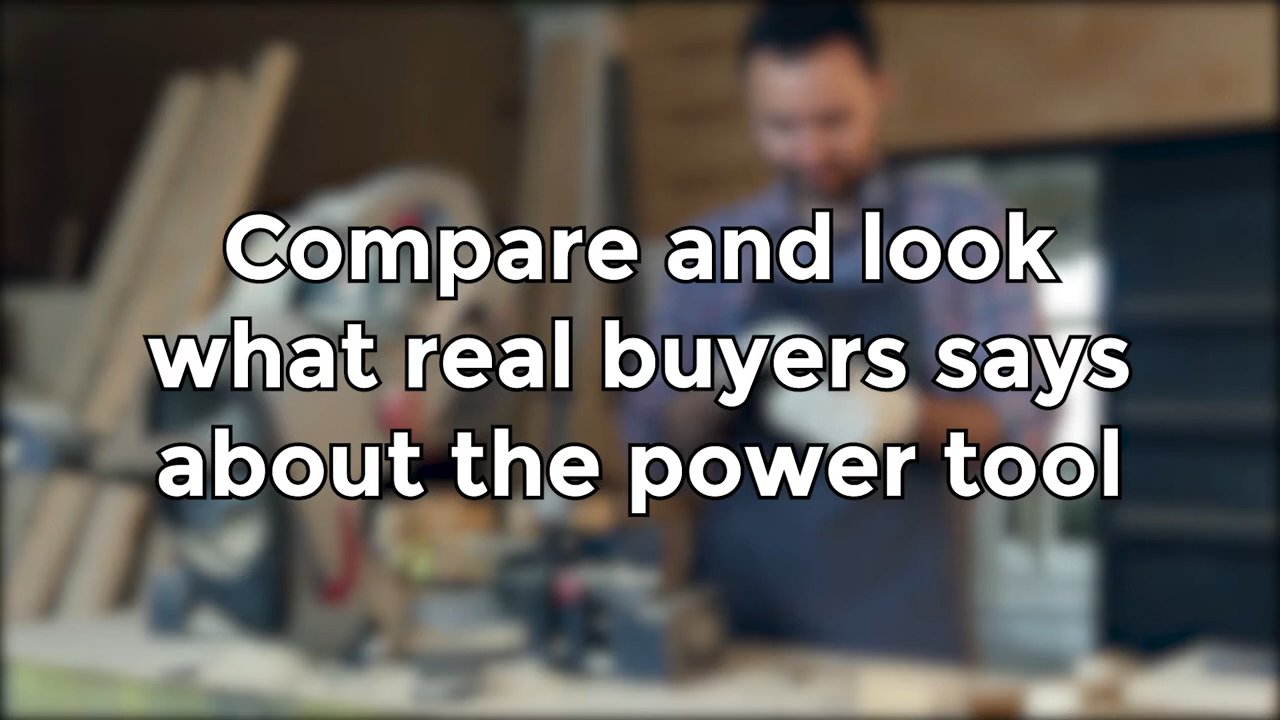 Compare and look
what real buyers says
about the power tool